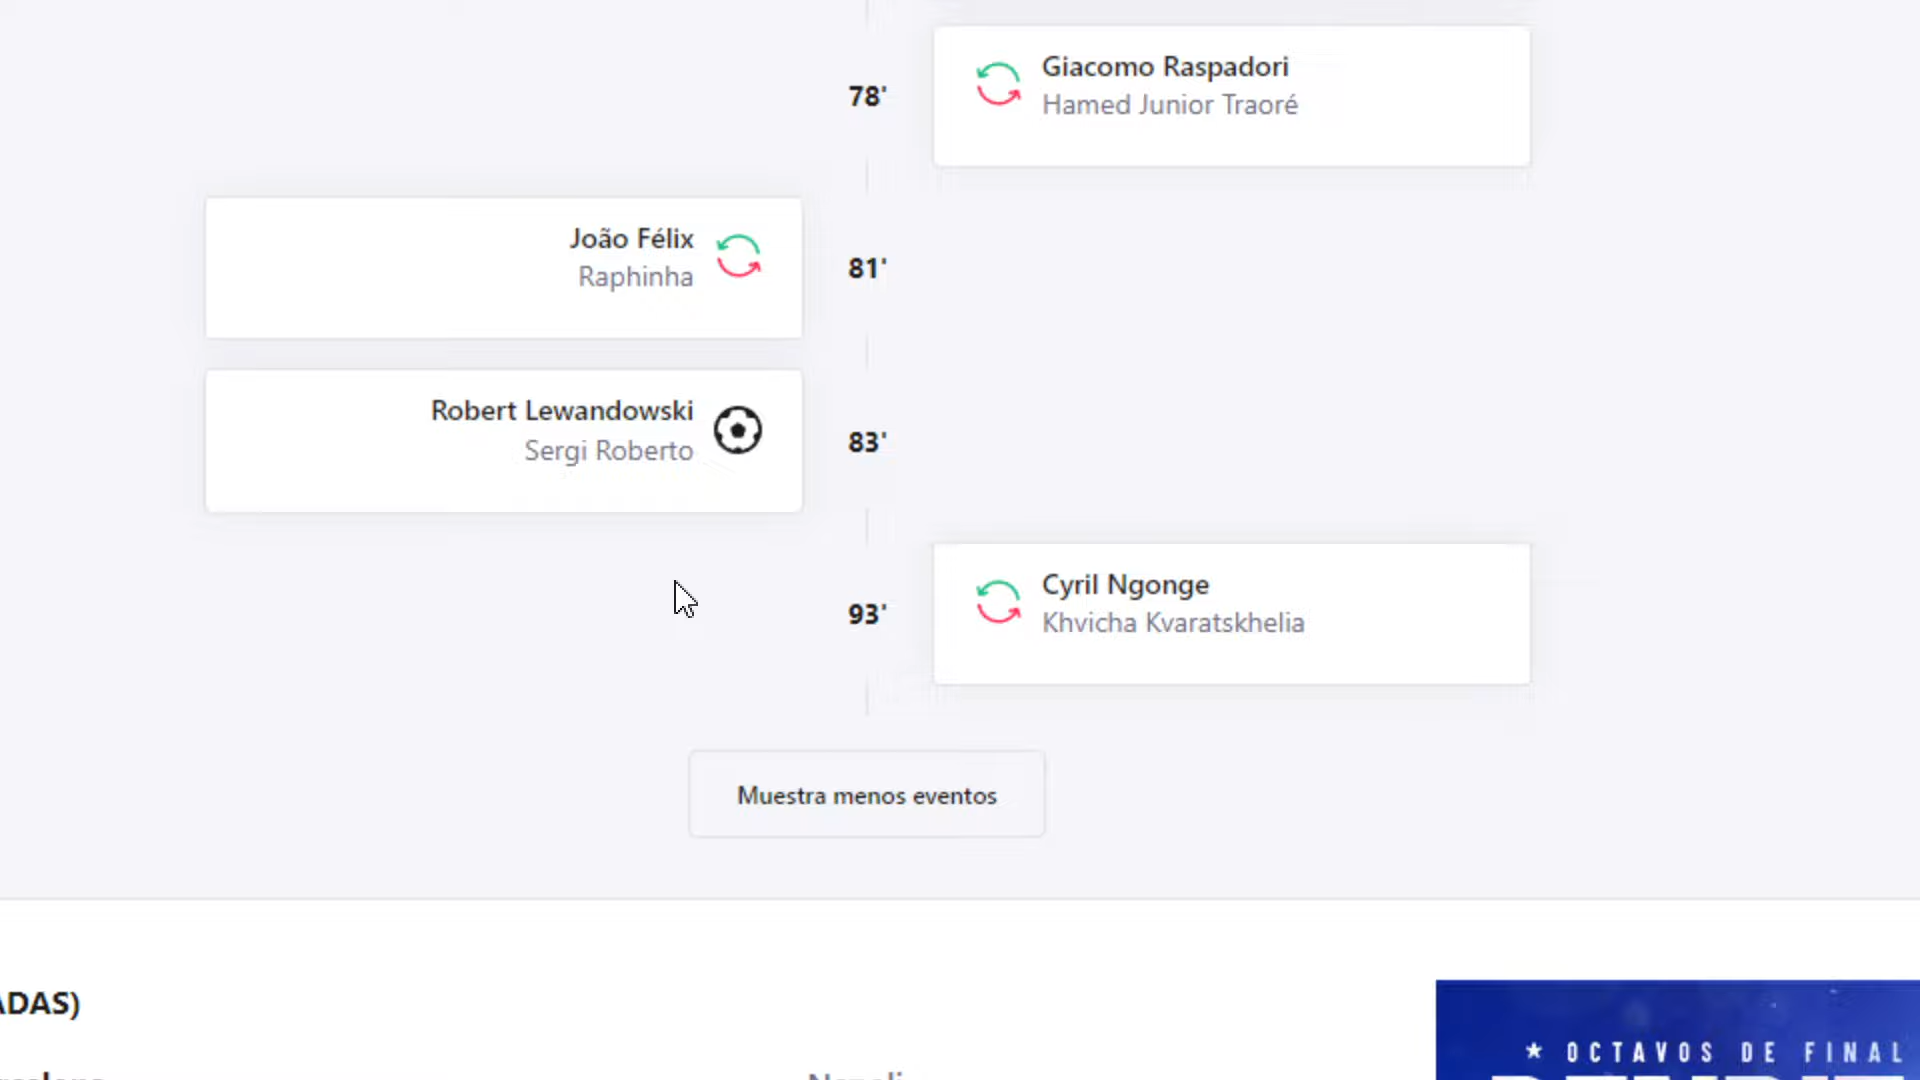 78'
Giacomo Raspadori
Hamed Junior Traoré
João Félix
Raphinha
81'
Robert Lewandowski
Sergi Roberto
83'
93'
Cyril Ngonge
Khvicha Kvaratskhelia
Muestra menos eventos
ADAS)
★ OCTAVOS DE FINAL